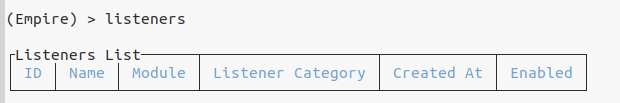 (Empire) > listeners
Listeners List
ID Name Module Listener Category Created At Enabled